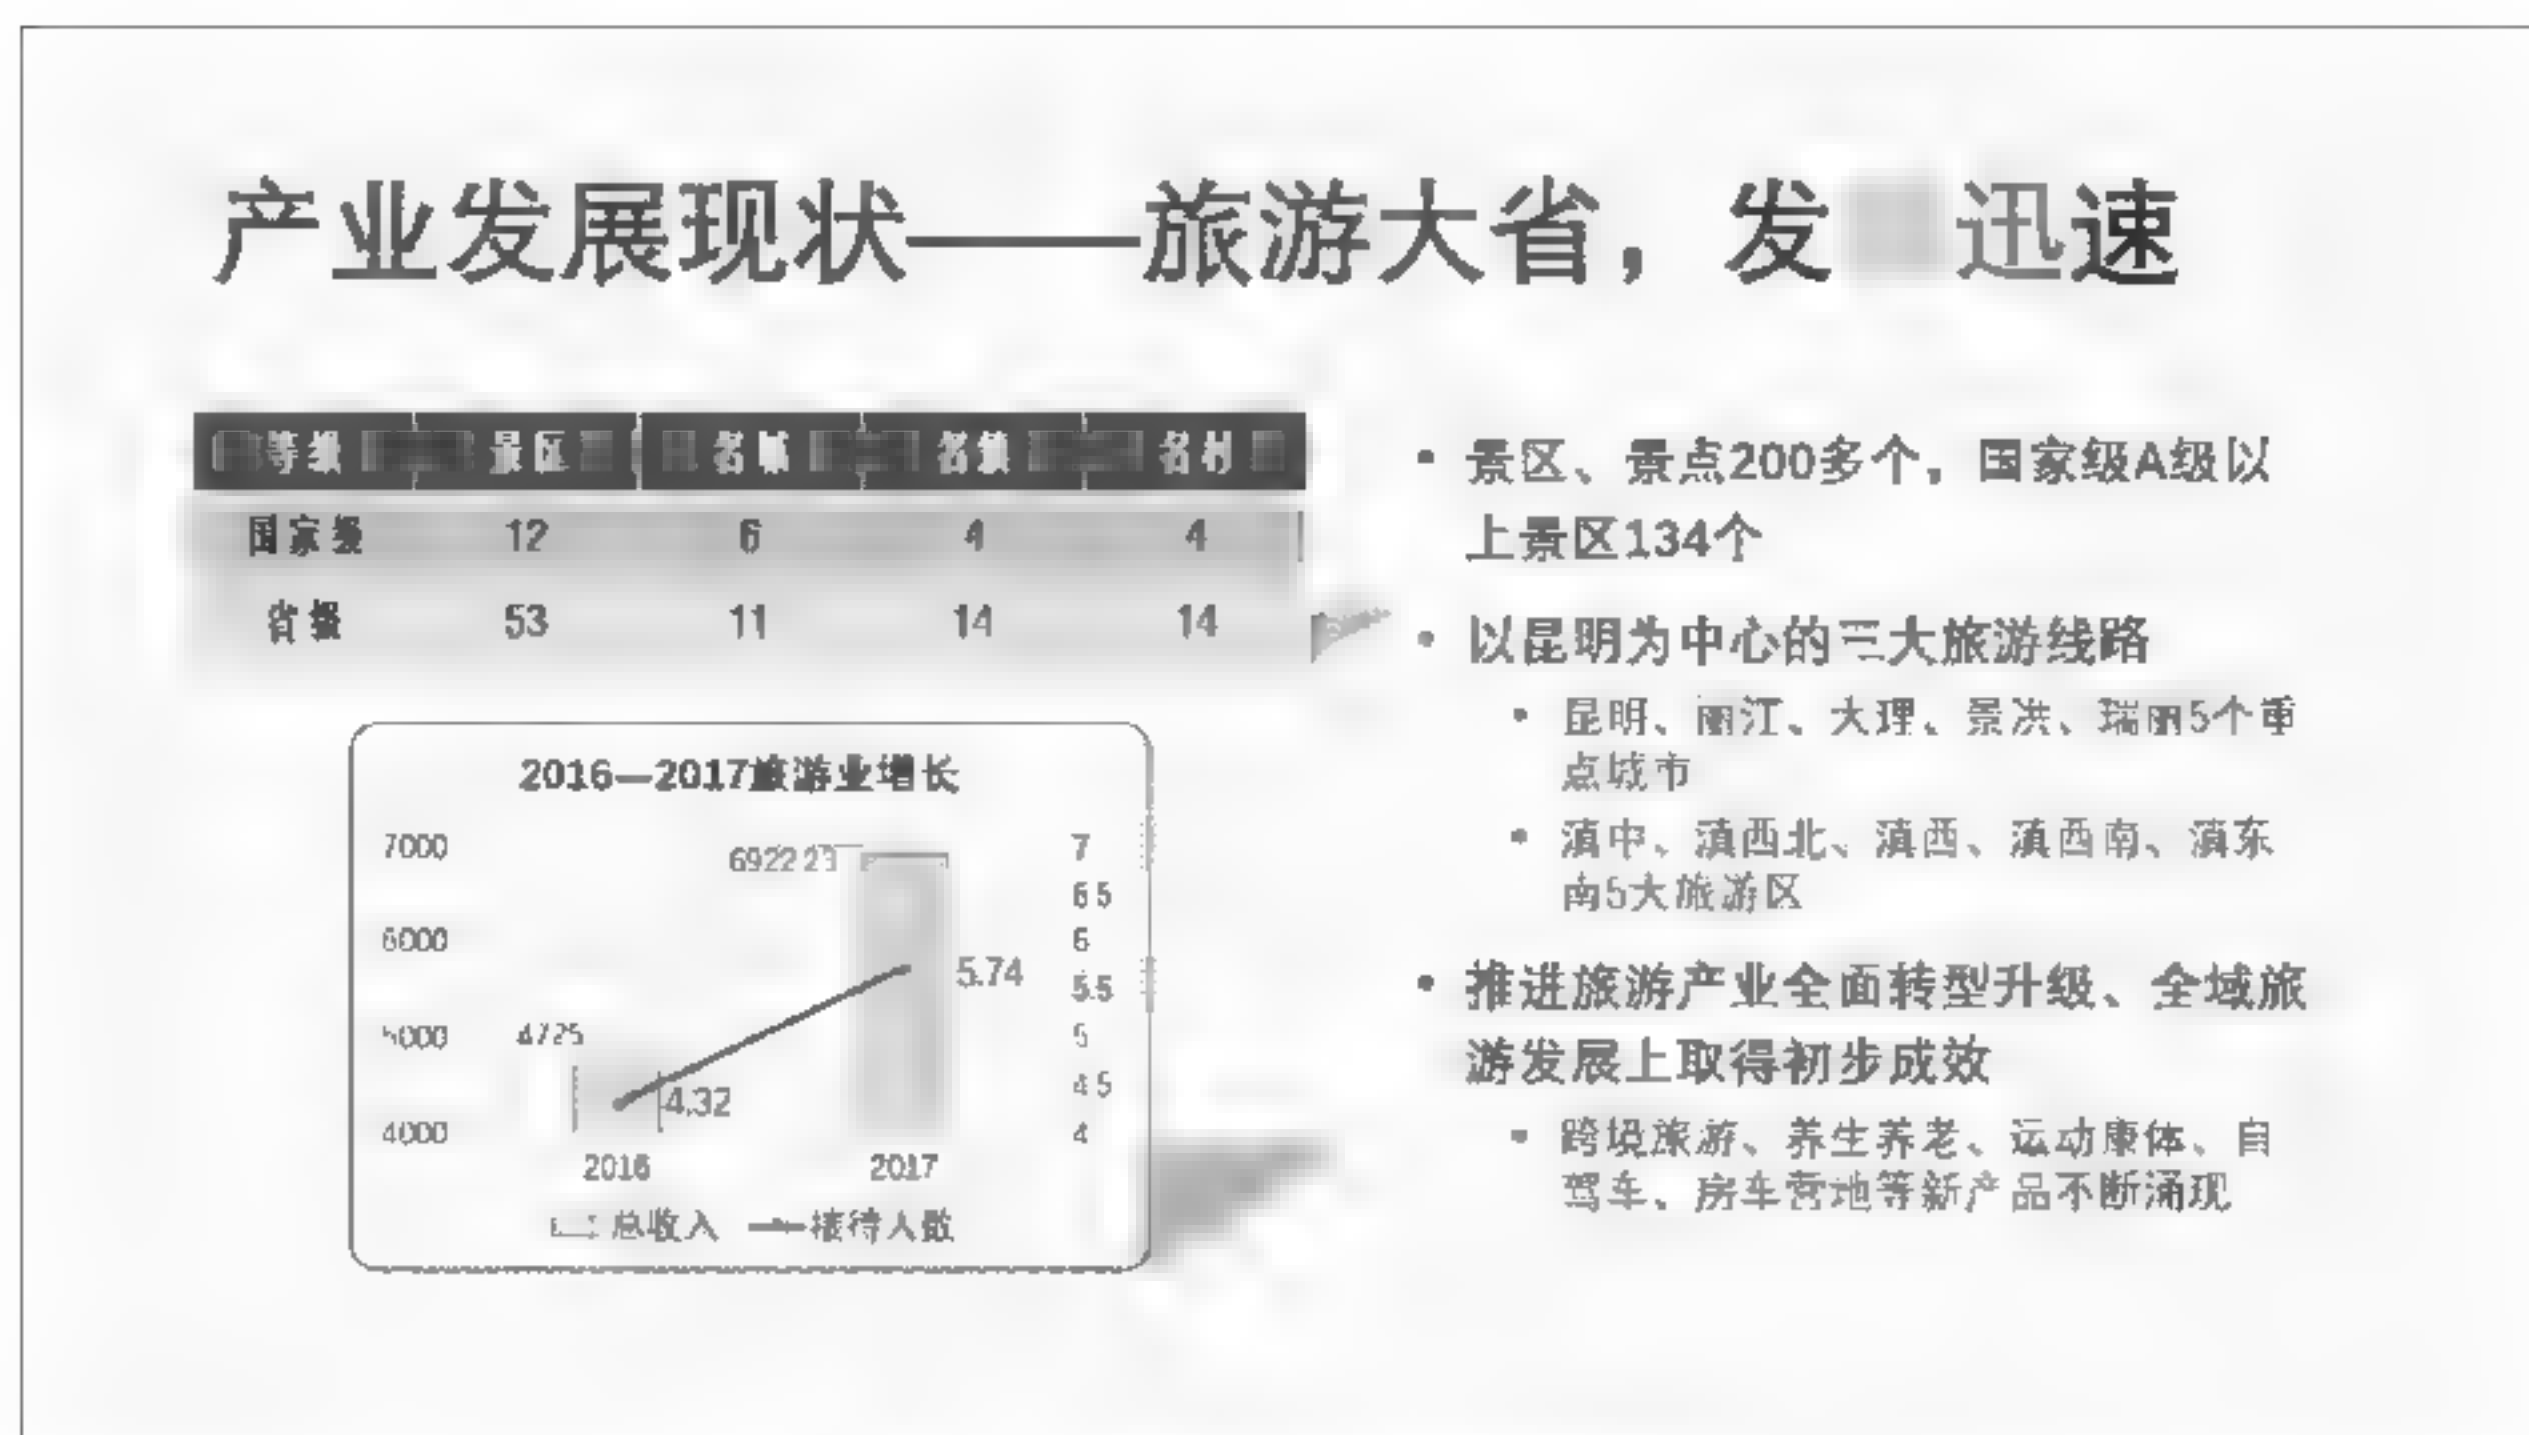 产业发展现状——旅游大省，发 迅速
等级 景区 名城 名镇 名村
国家级 12 6 4 4
省级 53 11 14 14
2016—2017旅游业增长
7000
6000
5000
4000
6922.23
4725
5.74
4.32
7
6.5
6
5.5
5
4.5
4
2016 2017
总收入 接待人数
• 景区、景点200多个，国家级A级以
上景区134个
• 以昆明为中心的三大旅游线路
• 昆明、丽江、大理、景洪、瑞丽5个重
点城市
• 滇中、滇西北、滇西、滇西南、滇东
南5大旅游区
• 推进旅游产业全面转型升级、全域旅
游发展上取得初步成效
• 跨境旅游、养生养老、运动康体、自
驾车、房车营地等新产品不断涌现